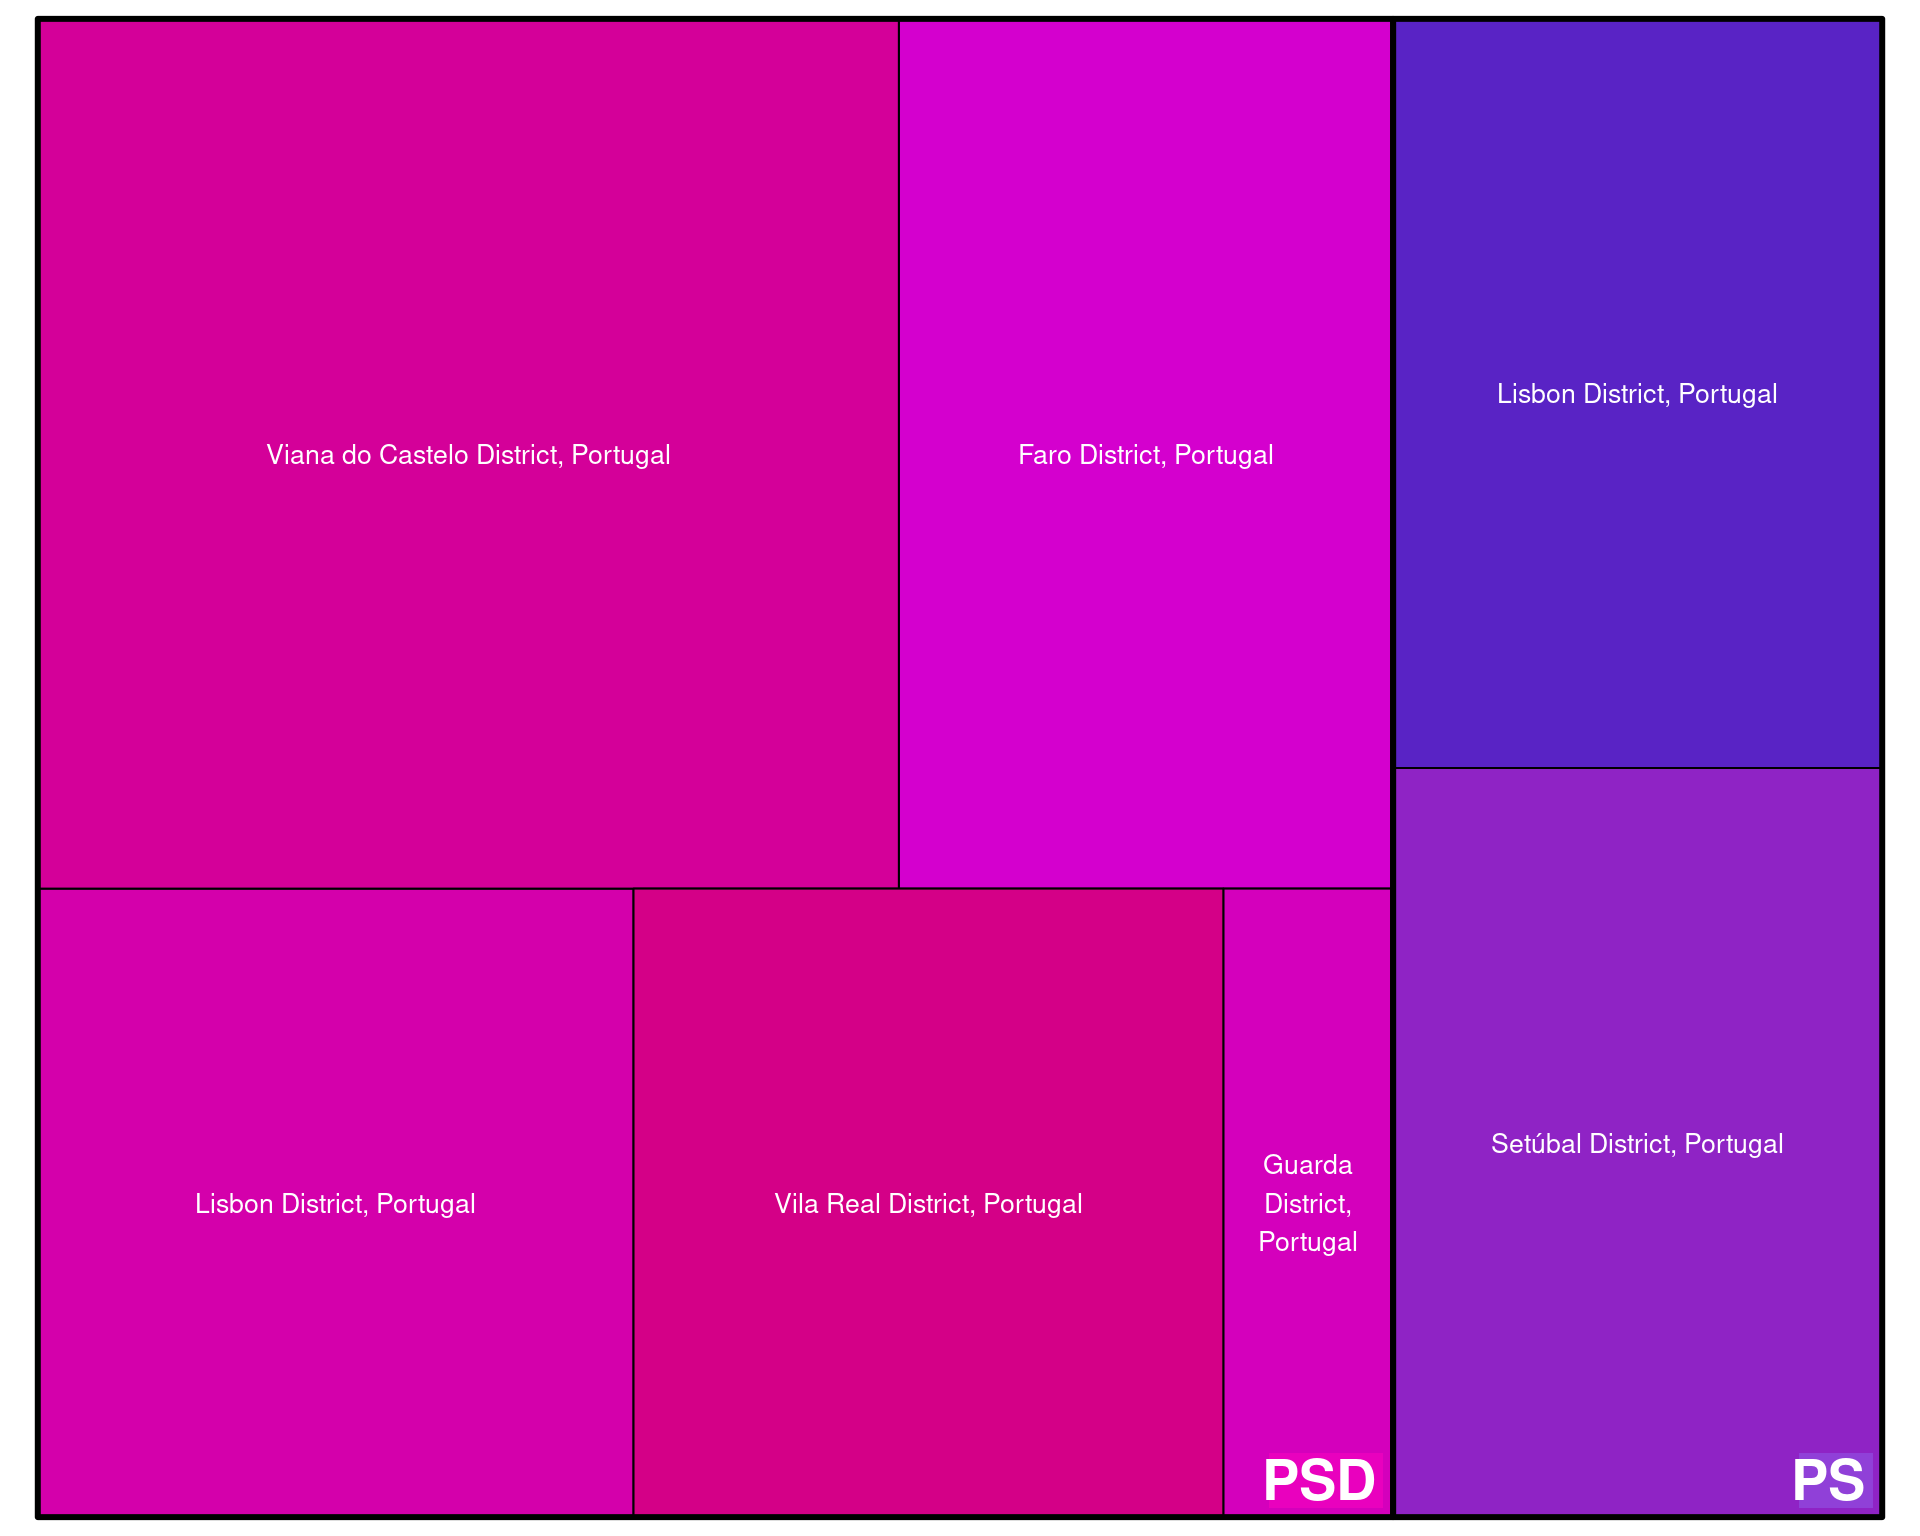 Viana do Castelo District, Portugal
Faro District, Portugal
Lisbon District, Portugal
Lisbon District, Portugal
Vila Real District, Portugal
Guarda
District,
Portugal
Setúbal District, Portugal
PSD
PS